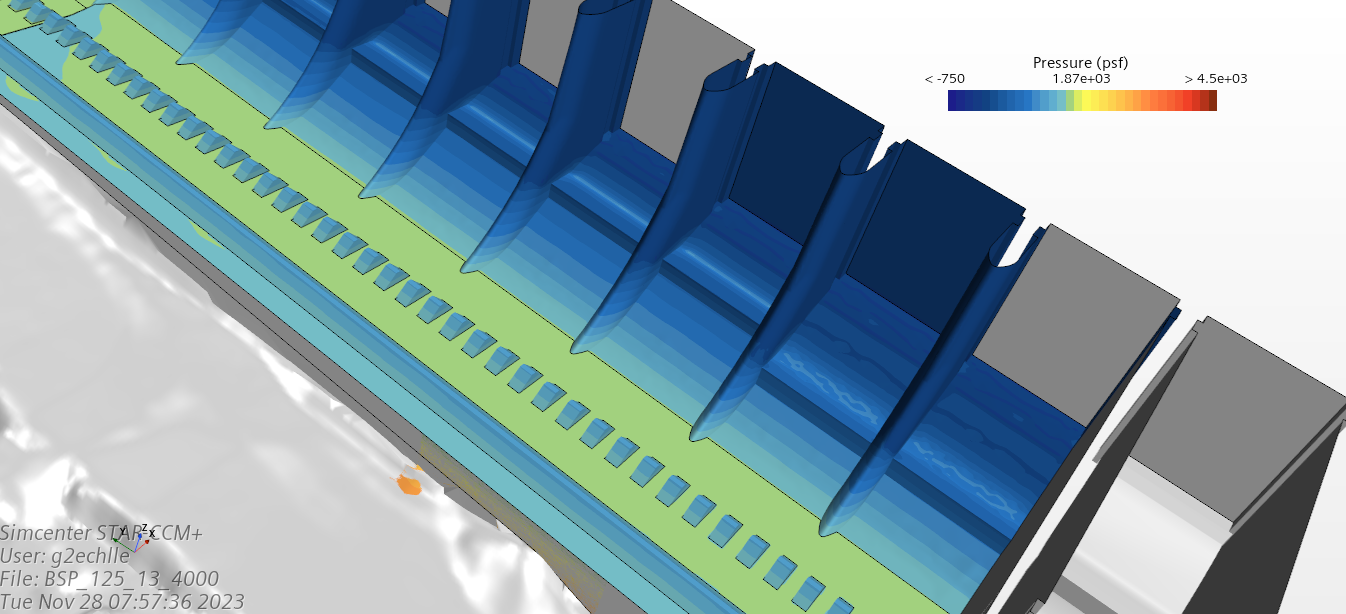 Pressure (psf)
< -750 1.87e+03 > 4.5e+03
Z
Y X
Simcenter STAR-CCM+
User: g2echlle
File: BSP_125_13_4000
Tue Nov 28 07:57:36 2023